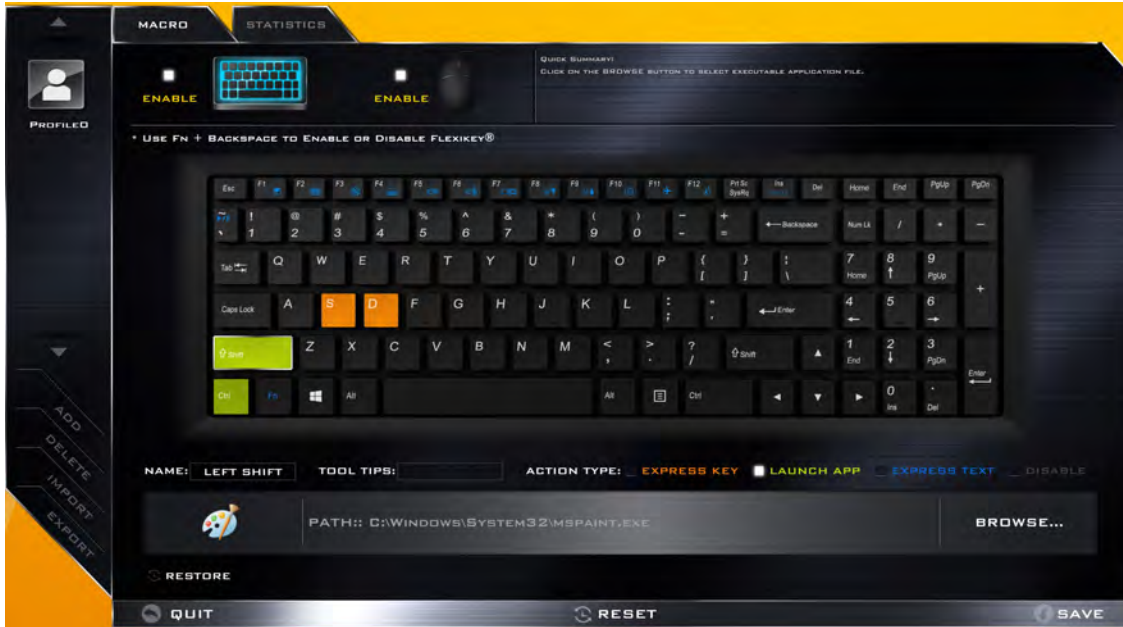 MACRO
STATISTICS
QUICK SUMMARY:
CLICK ON THE BROWSE BUTTON TO SELECT EXECUTABLE APPLICATION FILE.
ENABLE
ENABLE
PROFILE0
* USE FN + BACKSPACE TO ENABLE OR DISABLE FLEXIKEY®
Esc F1 F2 F3 F4 F5 F6 F7 F8 F9 F10 F11 F12 Prt Sc SysRq Ins Del Home End PgUp PgDn
~ ` ! 1 @ 2 # 3 $ 4 % 5 ^ 6 & 7 * 8 ( 9 ) 0 - - + = ←Backspace Num Lk / * -
Tab Q W E R T Y U I O P { [ } ] | \ 7 Home 8 ↑ 9 PgUp +
Caps Lock A S D F G H J K L : ; " ' ←Enter 4 ← 5 6 →
⇧ Shift Z X C V B N M < , > . ? / ⇧ Shift ▲ 1 End 2 ↓ 3 PgDn Enter
Ctrl Fn Alt Alt Ctrl ◄ ▼ ► 0 Ins . Del
NAME: LEFT SHIFT TOOL TIPS: ACTION TYPE: EXPRESS KEY LAUNCH APP EXPRESS TEXT DISABLE
PATH:: C:\WINDOWS\SYSTEM32\MSPAINT.EXE
BROWSE...
ADD
DELETE
IMPORT
EXPORT
RESTORE
QUIT RESET SAVE